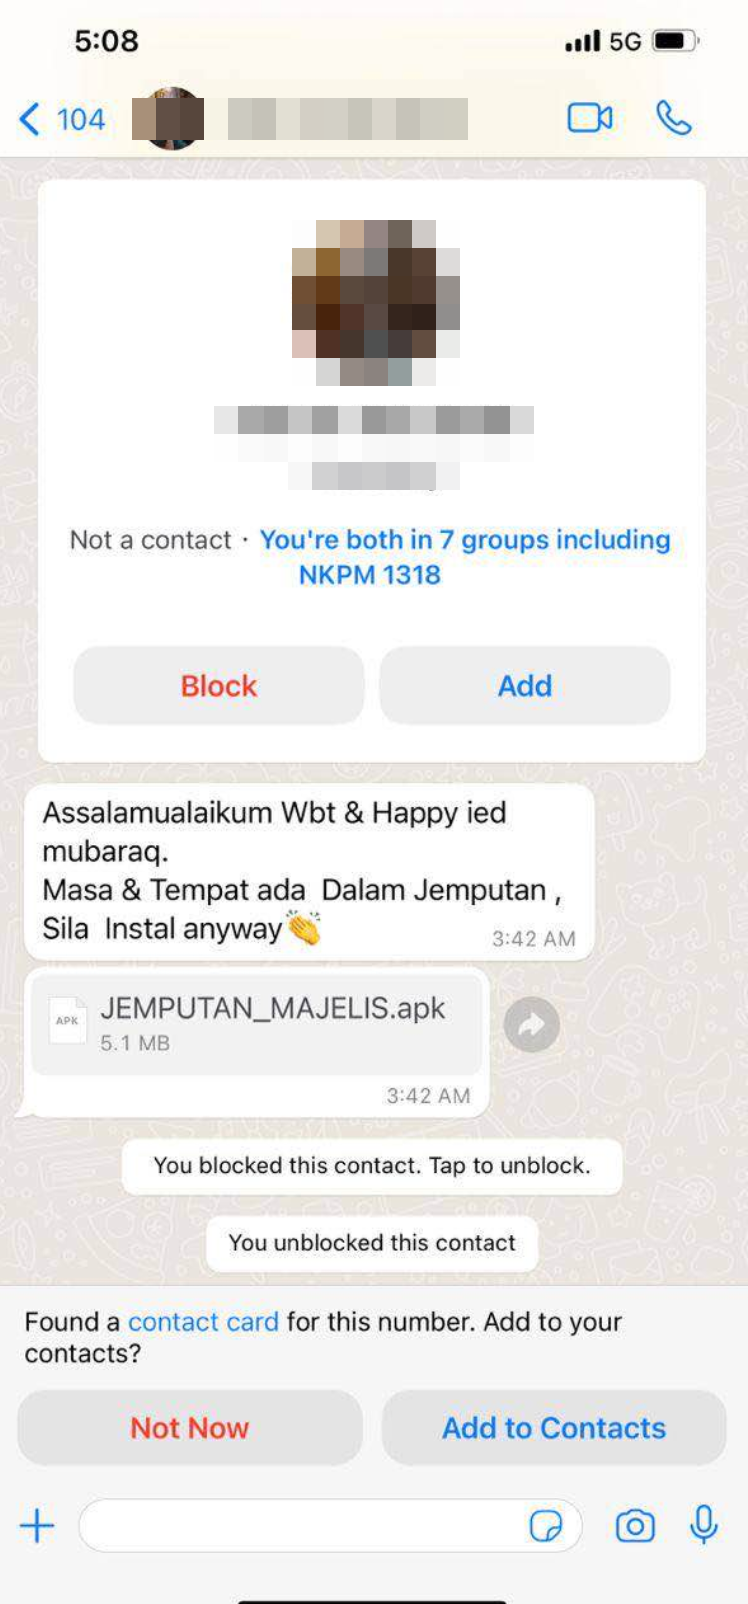 5:08
5G
104
Not a contact · You're both in 7 groups including
NKPM 1318
Block
Add
Assalamualaikum Wbt & Happy ied
mubaraq.
Masa & Tempat ada  Dalam Jemputan ,
Sila  Instal anyway👏
3:42 AM
APK
JEMPUTAN_MAJELIS.apk
5.1 MB
3:42 AM
You blocked this contact. Tap to unblock.
You unblocked this contact
Found a contact card for this number. Add to your
contacts?
Not Now
Add to Contacts